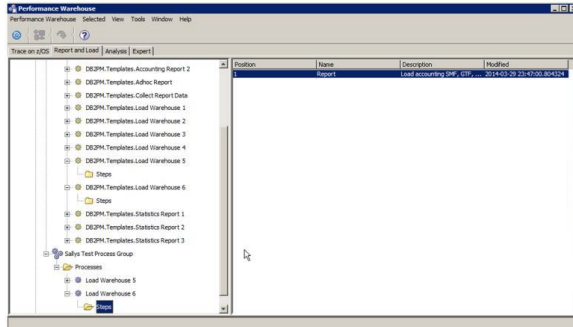 Performance Warehouse
Performance Warehouse Selected View Tools Window Help
Trace on z/OS Report and Load Analysis Expert
DB2PM.Templates.Accounting Report 2
DB2PM.Templates.Adhoc Report
DB2PM.Templates.Collect Report Data
DB2PM.Templates.Load Warehouse 1
DB2PM.Templates.Load Warehouse 2
DB2PM.Templates.Load Warehouse 3
DB2PM.Templates.Load Warehouse 4
DB2PM.Templates.Load Warehouse 5
Steps
DB2PM.Templates.Load Warehouse 6
Steps
DB2PM.Templates.Statistics Report 1
DB2PM.Templates.Statistics Report 2
DB2PM.Templates.Statistics Report 3
Sallys Test Process Group
Processes
Load Warehouse 5
Load Warehouse 6
Steps
Position Name Description Modified
1 Report Load accounting SMF, GTF, ... 2014-03-29 23:47:00.804324